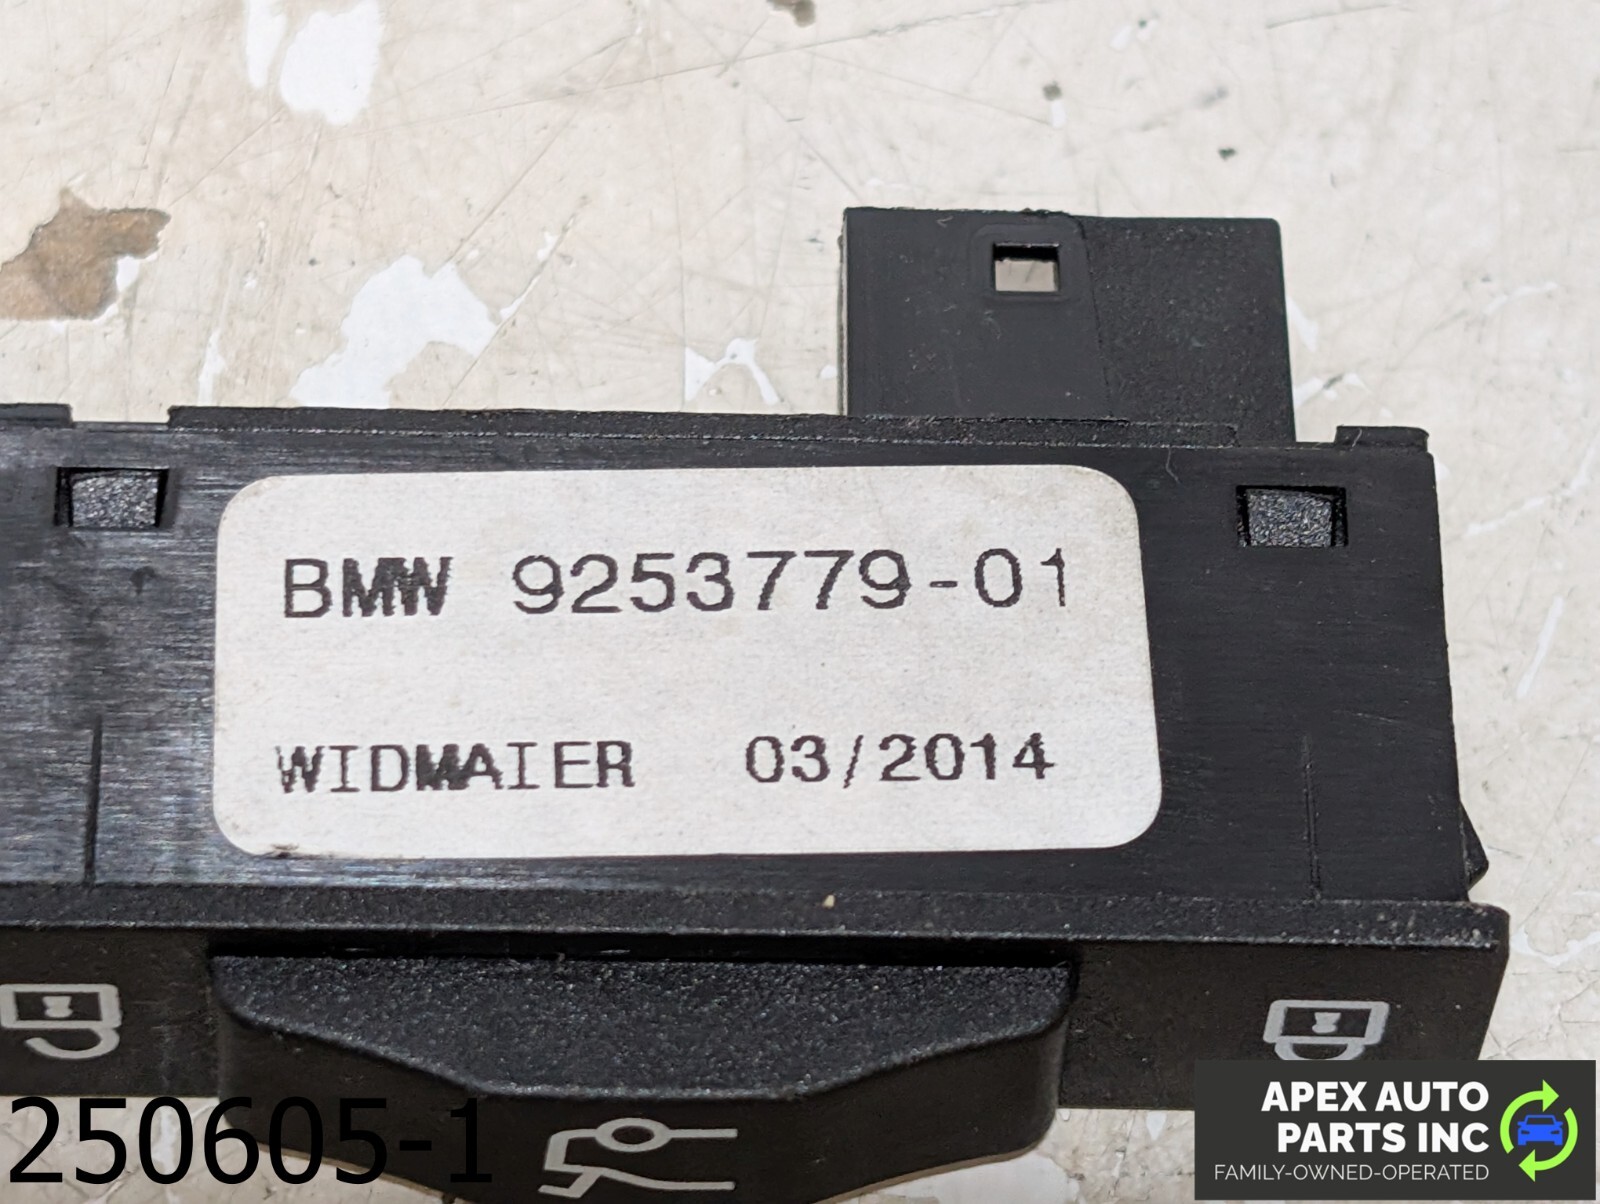 BMW 9253779-01
WIDMAIER 03/2014
250605-1
APEX AUTO
PARTS INC
FAMILY-OWNED-OPERATED